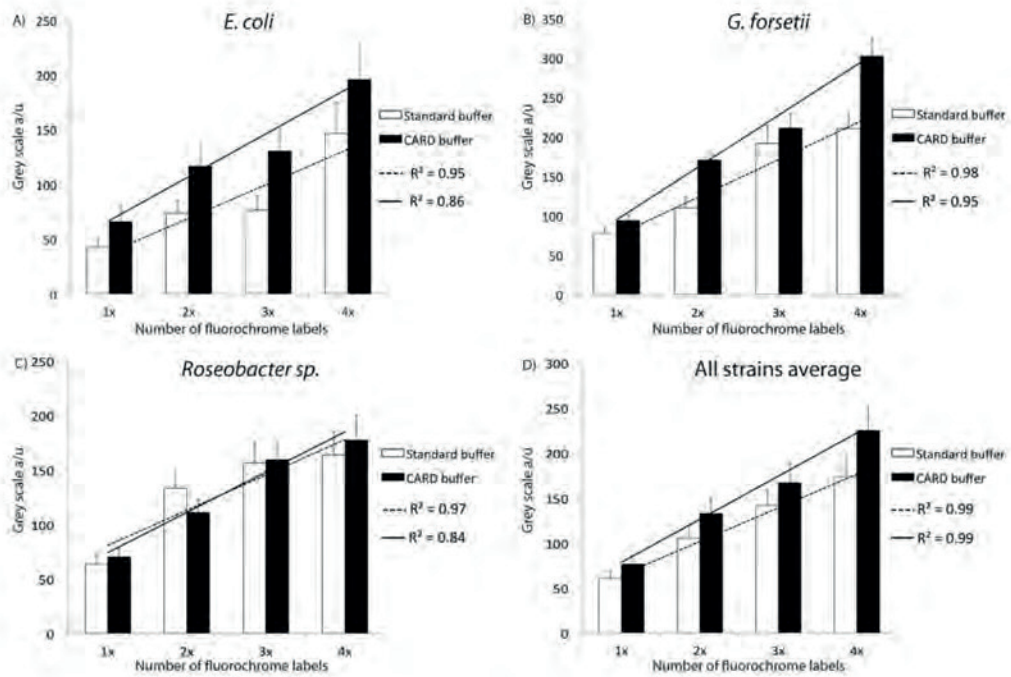 A)
E. coli
250
200
150
100
50
0
Grey scale a/u
1x 2x 3x 4x
Number of fluorochrome labels
Standard buffer
CARD buffer
R² = 0.95
R² = 0.86
B)
G. forsetii
350
300
250
200
150
100
50
0
Grey scale a/u
1x 2x 3x 4x
Number of fluorochrome labels
Standard buffer
CARD buffer
R² = 0.98
R² = 0.95
C)
Roseobacter sp.
250
200
150
100
50
0
Grey scale a/u
1x 2x 3x 4x
Number of fluorochrome labels
Standard buffer
CARD buffer
R² = 0.97
R² = 0.84
D)
All strains average
300
250
200
150
100
50
0
Grey scale a/u
1x 2x 3x 4x
Number of fluorochrome labels
Standard buffer
CARD buffer
R² = 0.99
R² = 0.99